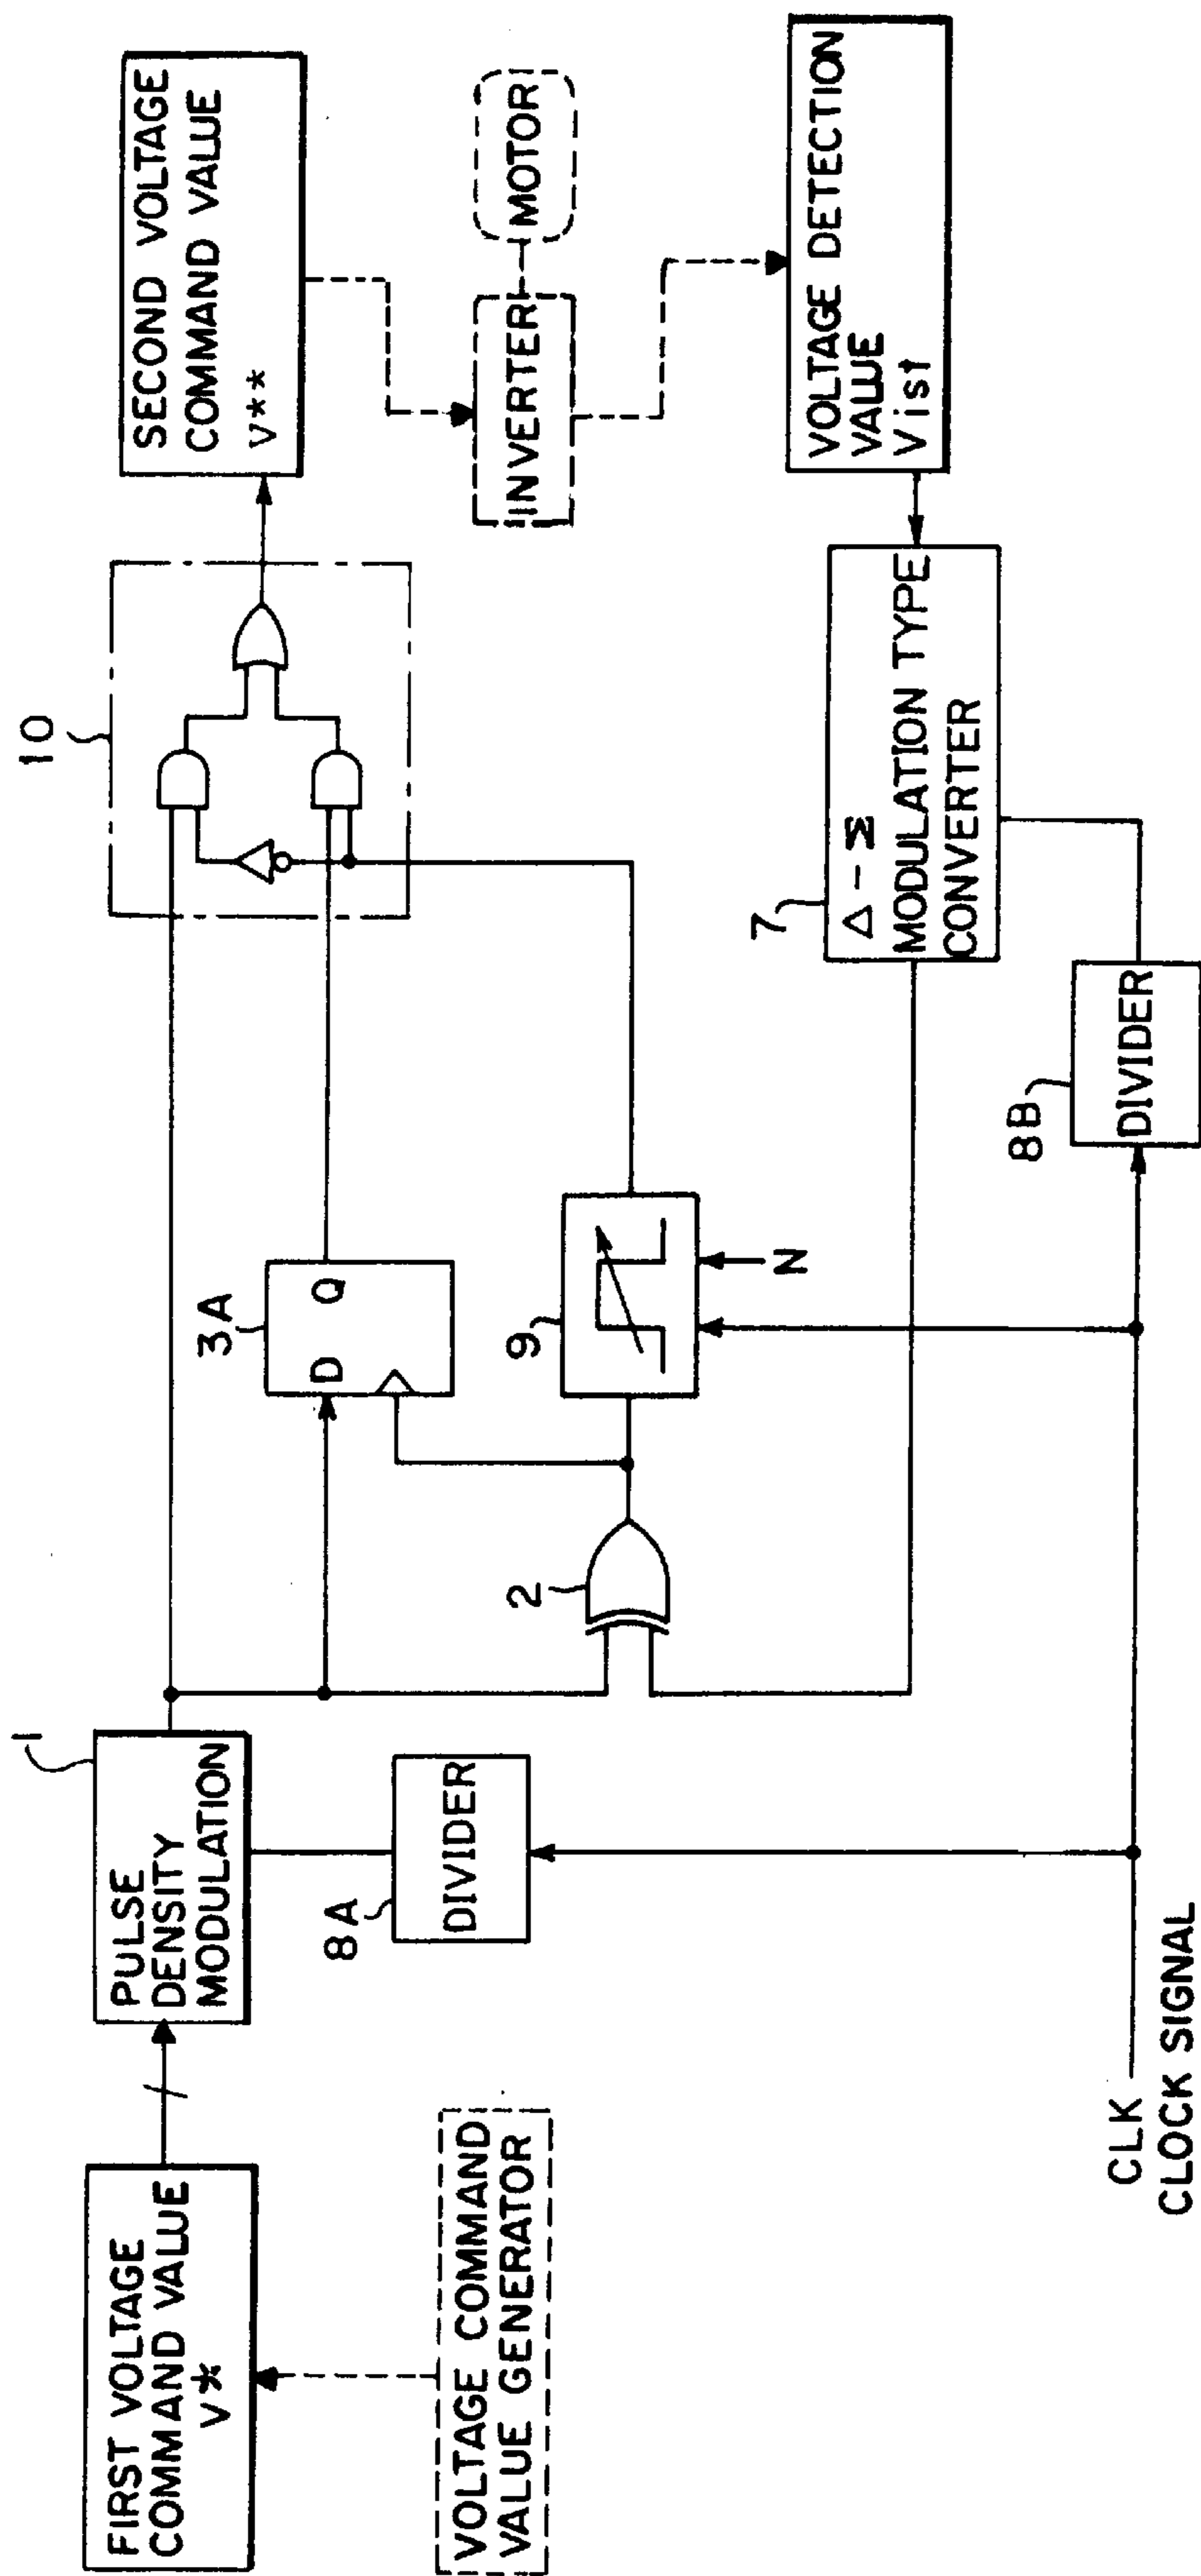 FIRST VOLTAGE
COMMAND VALUE
V*
VOLTAGE COMMAND
VALUE GENERATOR
1
PULSE
DENSITY
MODULATION
8A
DIVIDER
CLK
CLOCK SIGNAL
2
3A
D Q
9
N
10
SECOND VOLTAGE
COMMAND VALUE
V**
INVERTER
MOTOR
VOLTAGE DETECTION
VALUE
Vist
7
Δ-Σ
MODULATION TYPE
CONVERTER
8B
DIVIDER